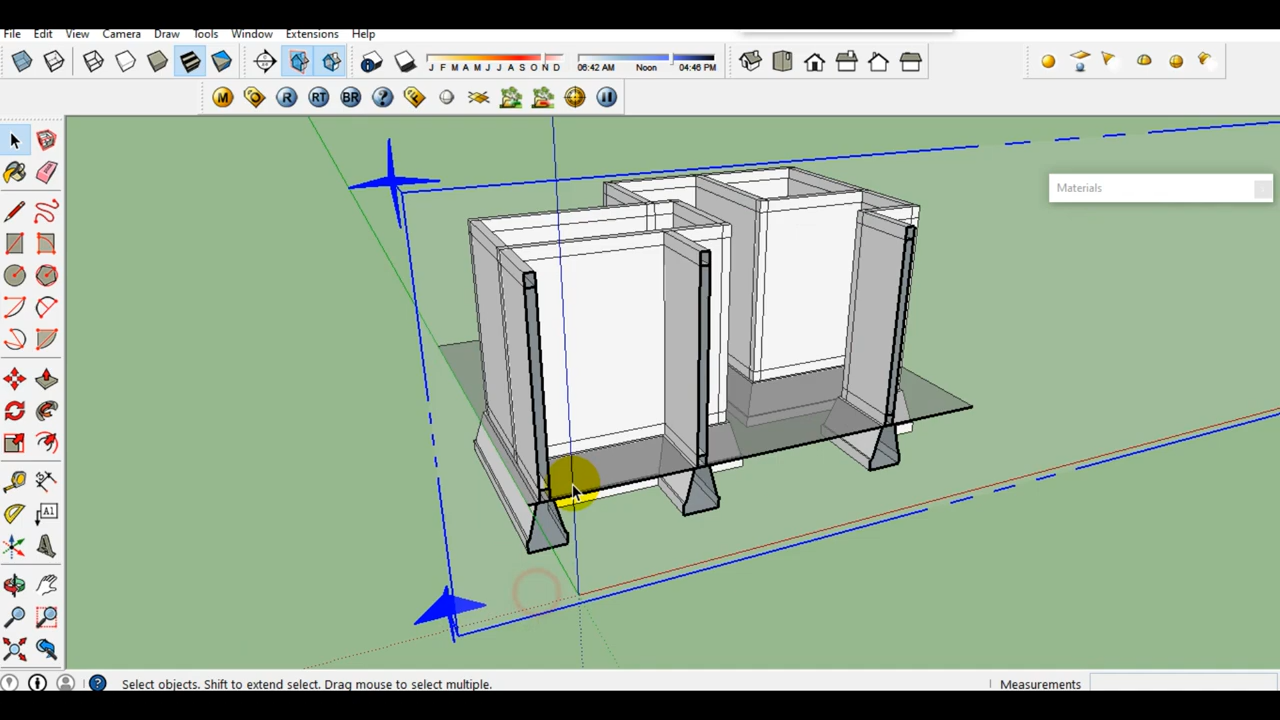 File Edit View Camera Draw Tools Window Extensions Help
J F M A M J J A S O N D 06:42 AM Noon 04:46 PM
M R RT BR ?
Materials
A1
Select objects. Shift to extend select. Drag mouse to select multiple. Measurements